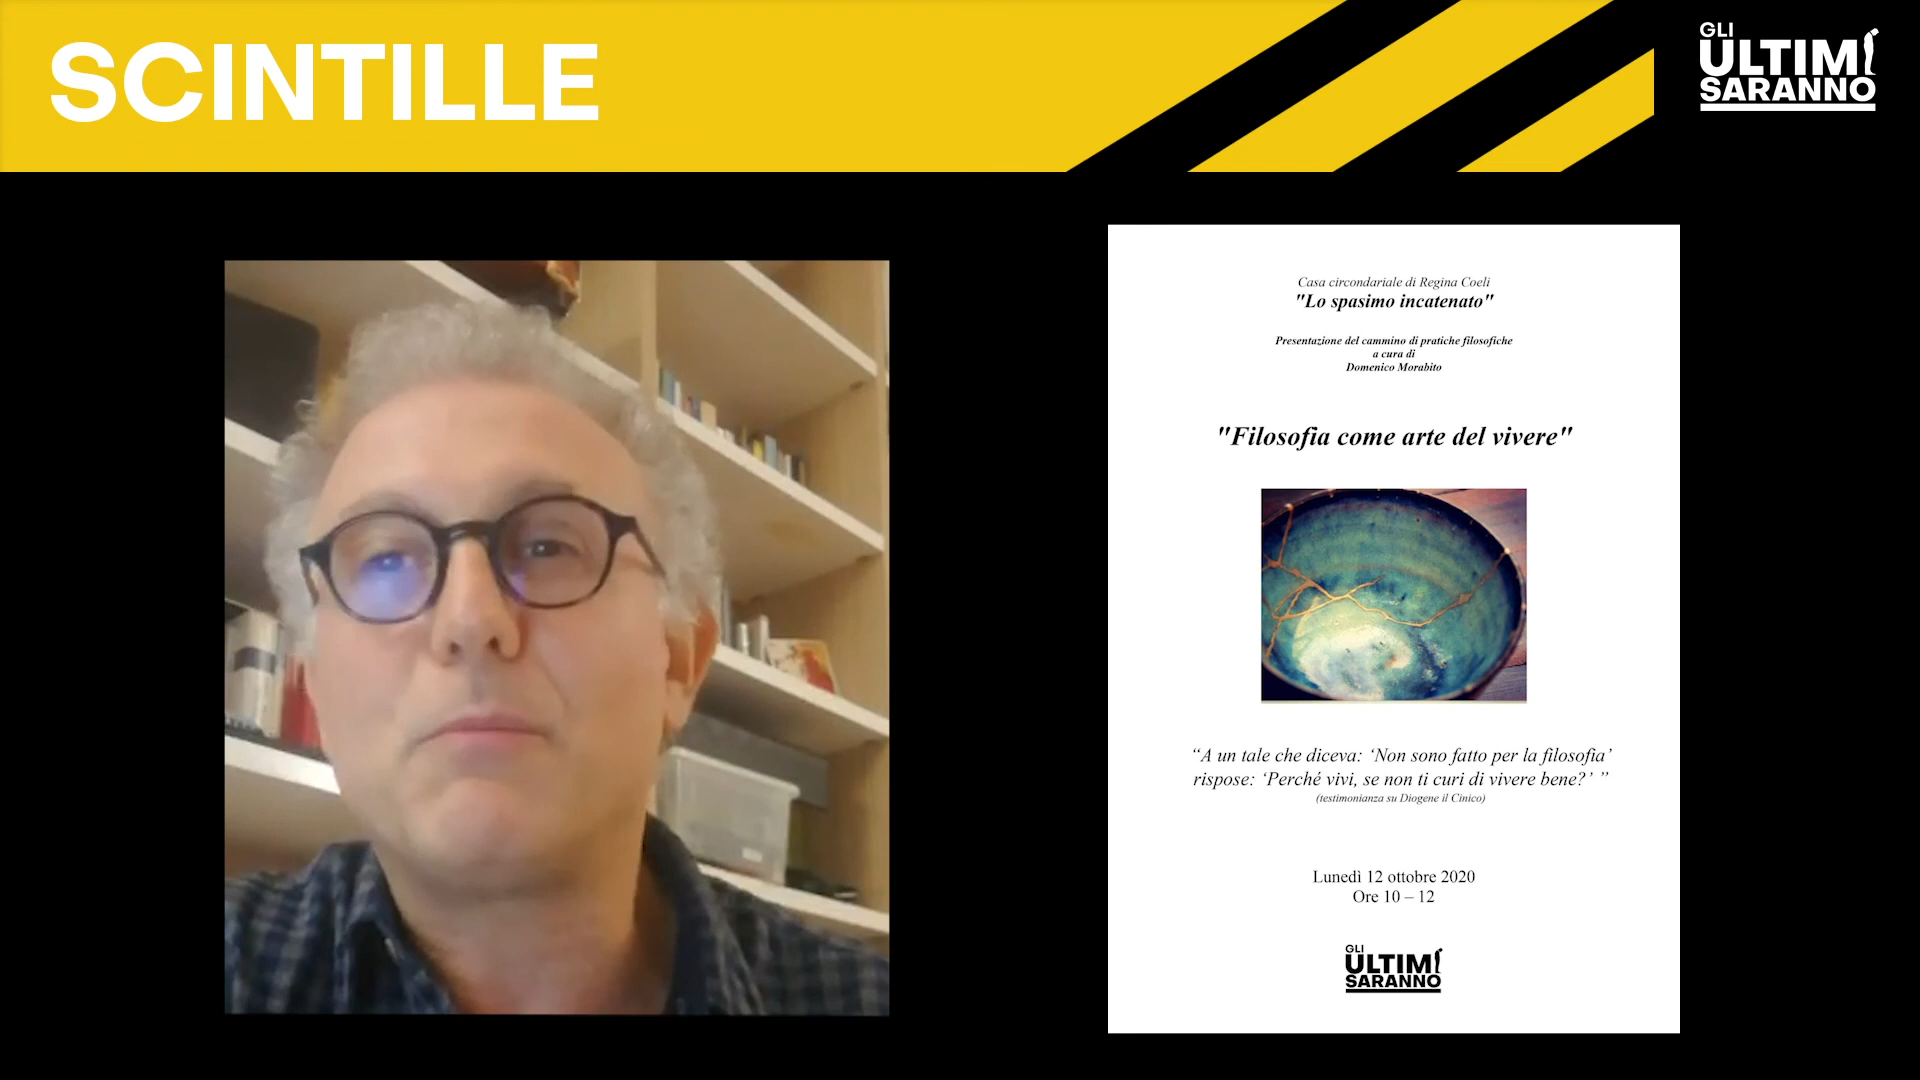 SCINTILLE
GLI
ULTIMI
SARANNO
Casa circondariale di Regina Coeli
"Lo spasimo incatenato"
Presentazione del cammino di pratiche filosofiche
a cura di
Domenico Morabito
"Filosofia come arte del vivere"
“A un tale che diceva: ‘Non sono fatto per la filosofia’
rispose: ‘Perché vivi, se non ti curi di vivere bene?’ ”
(testimonianza su Diogene il Cinico)
Lunedì 12 ottobre 2020
Ore 10 – 12
GLI
ULTIMI
SARANNO